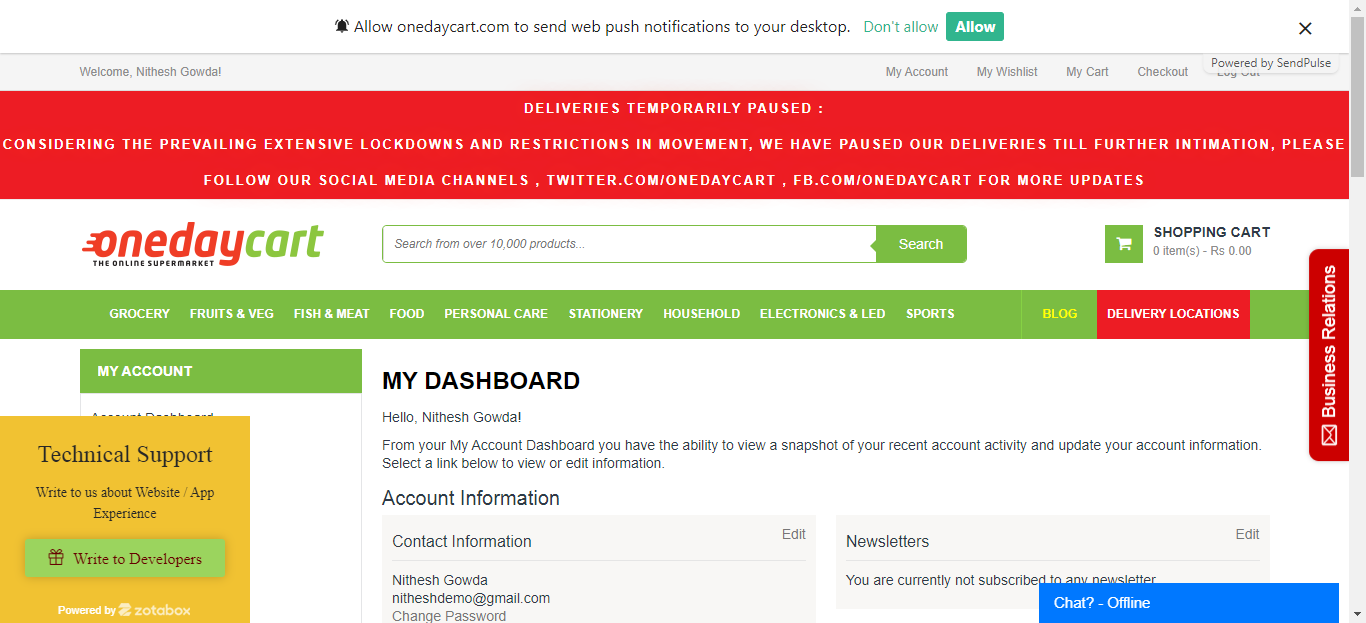 Allow onedaycart.com to send web push notifications to your desktop. Don't allow Allow
Powered by SendPulse
Welcome, Nithesh Gowda! My Account My Wishlist My Cart Checkout Log Out
DELIVERIES TEMPORARILY PAUSED :
CONSIDERING THE PREVAILING EXTENSIVE LOCKDOWNS AND RESTRICTIONS IN MOVEMENT, WE HAVE PAUSED OUR DELIVERIES TILL FURTHER INTIMATION, PLEASE
FOLLOW OUR SOCIAL MEDIA CHANNELS , TWITTER.COM/ONEDAYCART , FB.COM/ONEDAYCART FOR MORE UPDATES
onedaycart
THE ONLINE SUPERMARKET
Search from over 10,000 products... Search
SHOPPING CART
0 item(s) - Rs 0.00
GROCERY FRUITS & VEG FISH & MEAT FOOD PERSONAL CARE STATIONERY HOUSEHOLD ELECTRONICS & LED SPORTS BLOG DELIVERY LOCATIONS
Business Relations
MY ACCOUNT
Account Dashboard
Technical Support
Write to us about Website / App
Experience
Write to Developers
Powered by zotabox
MY DASHBOARD
Hello, Nithesh Gowda!
From your My Account Dashboard you have the ability to view a snapshot of your recent account activity and update your account information.
Select a link below to view or edit information.
Account Information
Contact Information Edit
Nithesh Gowda
nitheshdemo@gmail.com
Change Password
Newsletters Edit
You are currently not subscribed to any newsletter.
Chat? - Offline